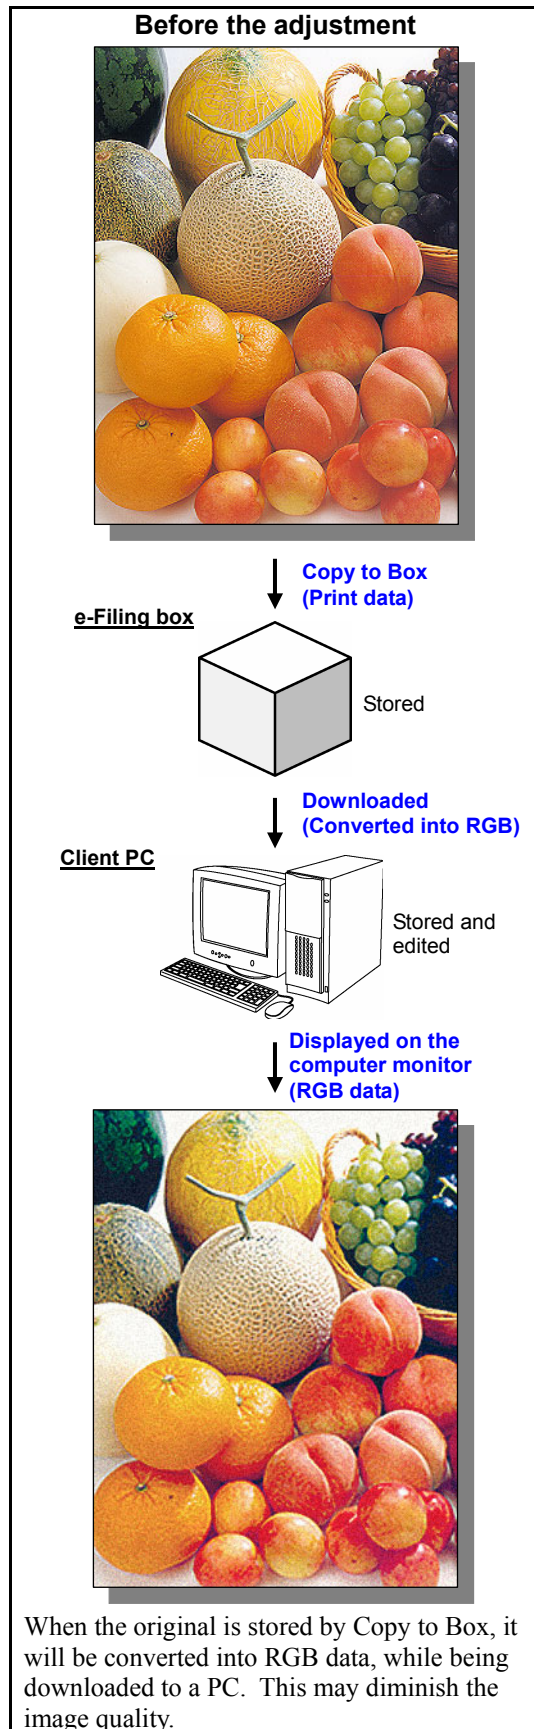 Before the adjustment
Copy to Box
(Print data)
e-Filing box
Stored
Downloaded
(Converted into RGB)
Client PC
Stored and
edited
Displayed on the
computer monitor
(RGB data)
When the original is stored by Copy to Box, it
will be converted into RGB data, while being
downloaded to a PC.  This may diminish the
image quality.